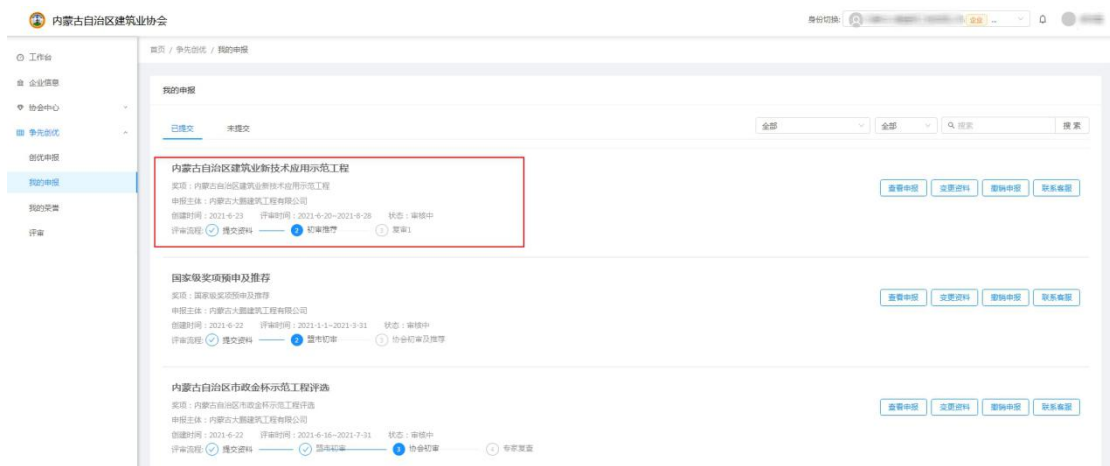 内蒙古自治区建筑业协会
身份切换:
企业 ...
工作台
企业信息
协会中心
争先创优
创优申报
我的申报
我的荣誉
评审
首页 / 争先创优 / 我的申报
我的申报
已提交 未提交
全部 全部 搜索 搜 索
内蒙古自治区建筑业新技术应用示范工程
奖项：内蒙古自治区建筑业新技术应用示范工程
申报主体：内蒙古大鹏建筑工程有限公司
创建时间：2021-6-23 评审时间：2021-6-20~2021-6-28 状态：审核中
评审流程: 提交资料 2 初审推荐 3 复审1
查看申报 变更资料 撤销申报 联系客服
国家级奖项预申及推荐
奖项：国家级奖项预申及推荐
申报主体：内蒙古大鹏建筑工程有限公司
创建时间：2021-6-22 评审时间：2021-1-1~2021-3-31 状态：审核中
评审流程: 提交资料 2 盟市初审 3 协会初审及推荐
查看申报 变更资料 撤销申报 联系客服
内蒙古自治区市政金杯示范工程评选
奖项：内蒙古自治区市政金杯示范工程评选
申报主体：内蒙古大鹏建筑工程有限公司
创建时间：2021-6-22 评审时间：2021-6-16~2021-7-31 状态：审核中
评审流程: 提交资料 盟市初审 3 协会初审 4 专家复查
查看申报 变更资料 撤销申报 联系客服